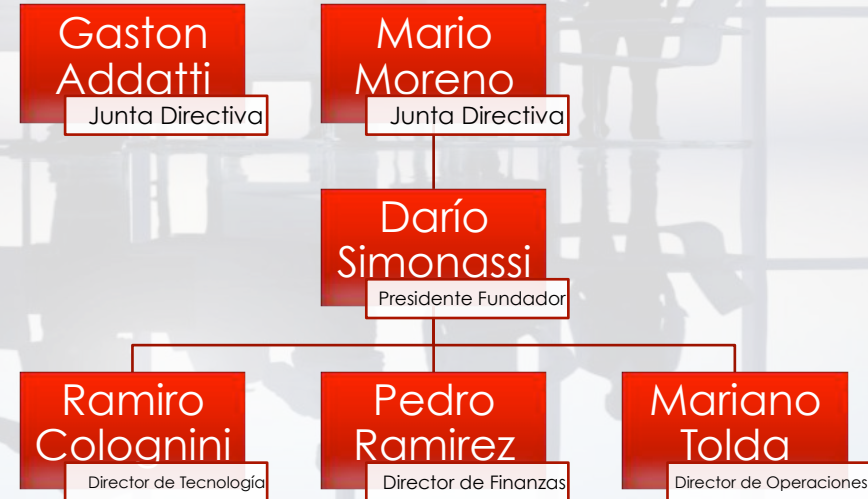 Gaston
Addatti
Junta Directiva
Mario
Moreno
Junta Directiva
Darío
Simonassi
Presidente Fundador
Ramiro
Colognini
Director de Tecnología
Pedro
Ramirez
Director de Finanzas
Mariano
Tolda
Director de Operaciones